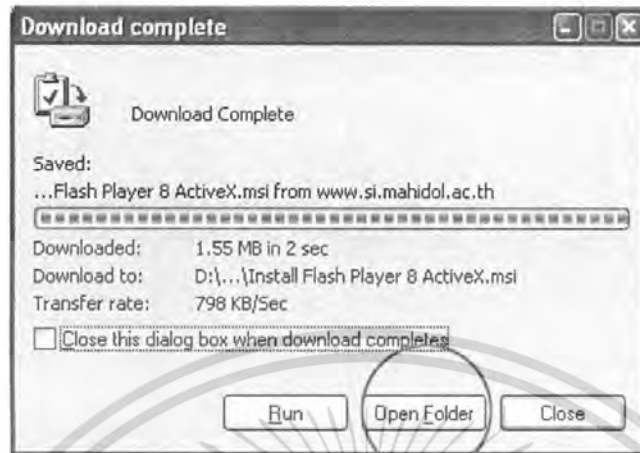 Download complete
Download Complete
Saved:
...Flash Player 8 ActiveX.msi from www.si.mahidol.ac.th
Downloaded: 1.55 MB in 2 sec
Download to: D:\...\Install Flash Player 8 ActiveX.msi
Transfer rate: 798 KB/Sec
Close this dialog box when download completes
Run Open Folder Close